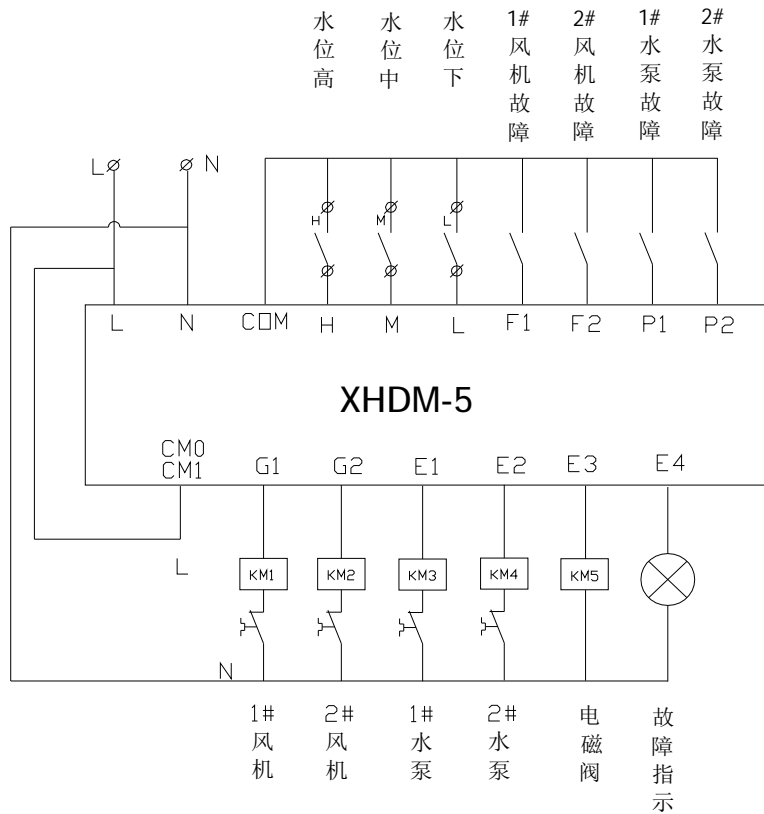 水位高
水位中
水位下
1#风机故障
2#风机故障
1#水泵故障
2#水泵故障
L
N
H
M
L
L
N
COM
H
M
L
F1
F2
P1
P2
XHDM-5
CM0
CM1
G1
G2
E1
E2
E3
E4
L
KM1
KM2
KM3
KM4
KM5
N
1#风机
2#风机
1#水泵
2#水泵
电磁阀
故障指示